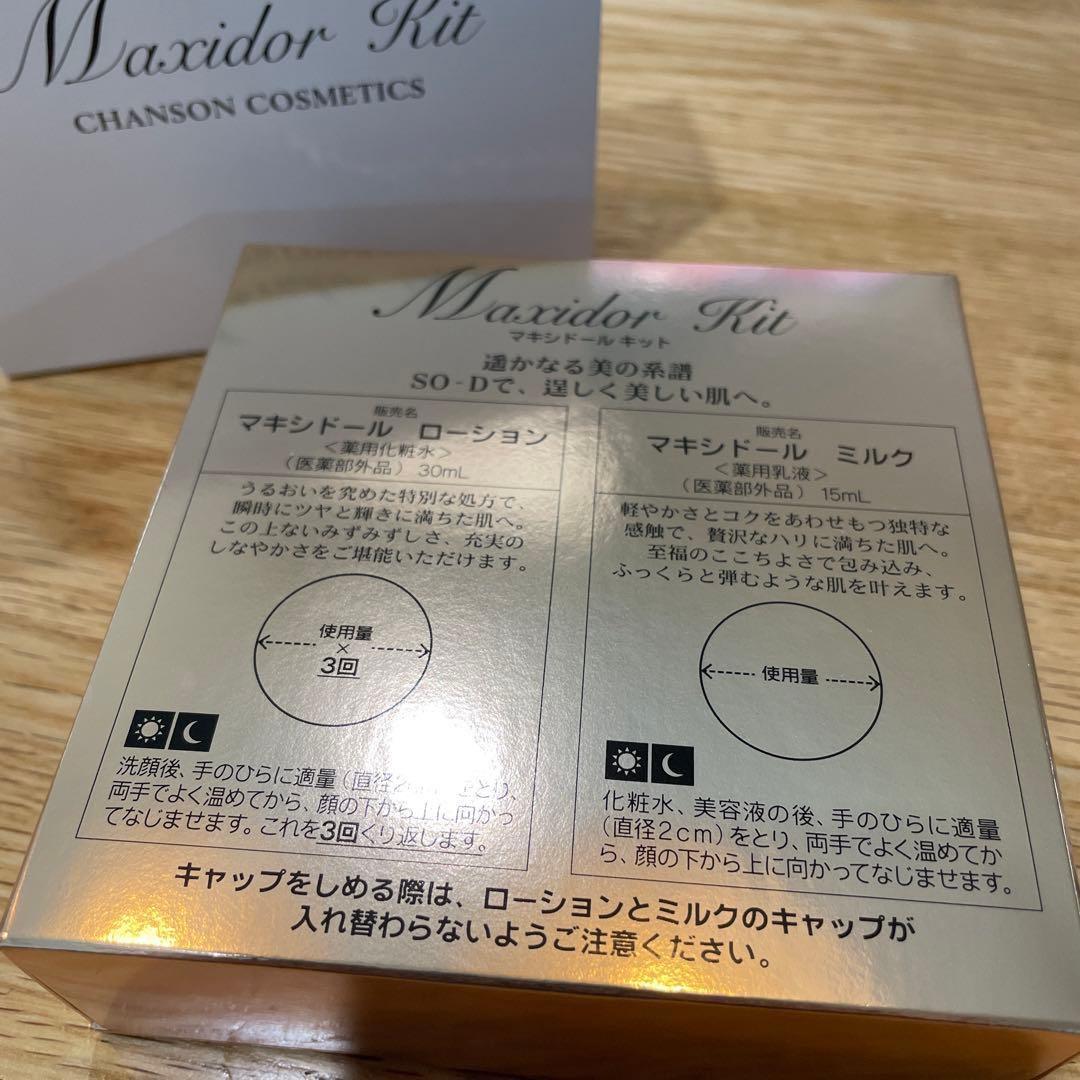 Maxidor Kit
CHANSON COSMETICS
Maxidor Kit
マキシドール キット
遥かなる美の系譜
SO-Dで、逞しく美しい肌へ。
販売名
マキシドール ローション
＜薬用化粧水＞
（医薬部外品） 30mL
うるおいを究めた特別な処方で、
瞬時にツヤと輝きに満ちた肌へ。
この上ないみずみずしさ、充実の
しなやかさをご堪能いただけます。
使用量
×
3回
洗顔後、手のひらに適量（直径2 をとり、
両手でよく温めてから、顔の下から上に向かっ
てなじませます。これを3回くり返します。
販売名
マキシドール ミルク
＜薬用乳液＞
（医薬部外品） 15mL
軽やかさとコクをあわせもつ独特な
感触で、贅沢なハリに満ちた肌へ。
至福のここちよさで包み込み、
ふっくらと弾むような肌を叶えます。
使用量
化粧水、美容液の後、手のひらに適量
（直径2cm）をとり、両手でよく温めてか
ら、顔の下から上に向かってなじませます。
キャップをしめる際は、ローションとミルクのキャップが
入れ替わらないようご注意ください。